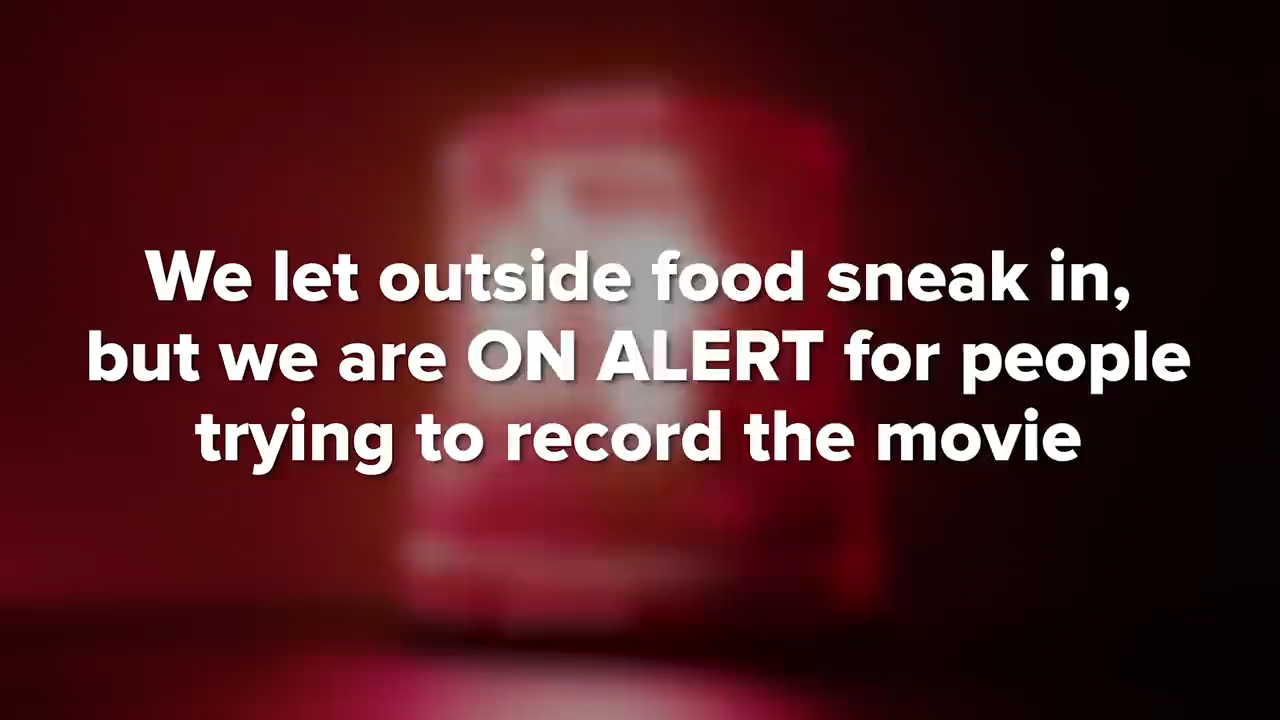 We let outside food sneak in,
but we are ON ALERT for people
trying to record the movie